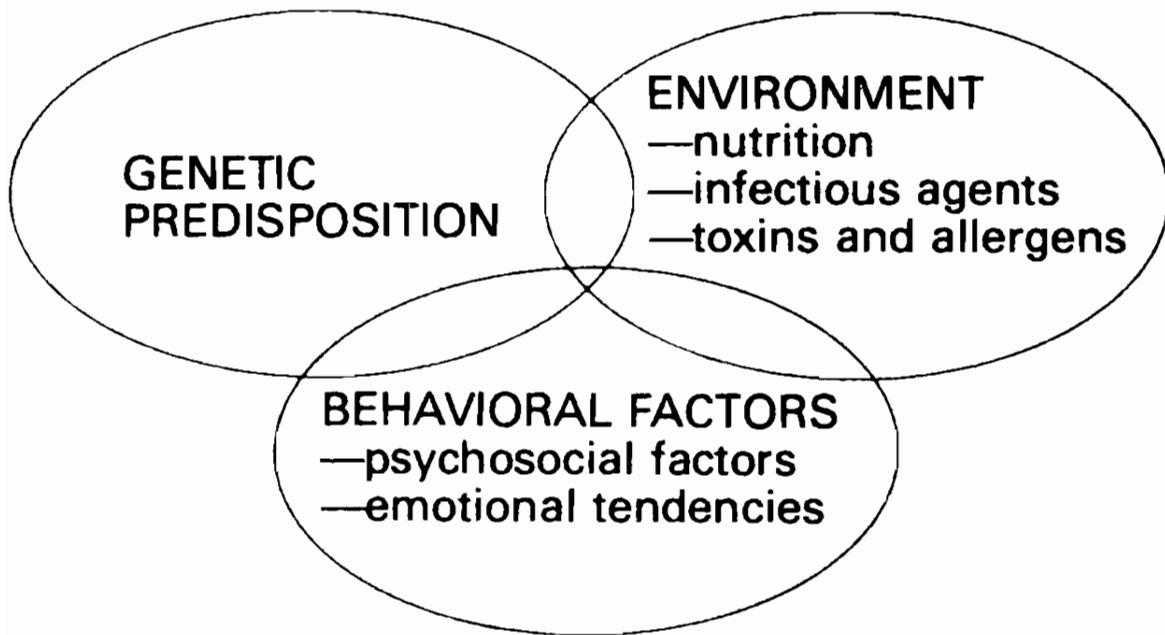 GENETIC
PREDISPOSITION
ENVIRONMENT
—nutrition
—infectious agents
—toxins and allergens
BEHAVIORAL FACTORS
—psychosocial factors
—emotional tendencies